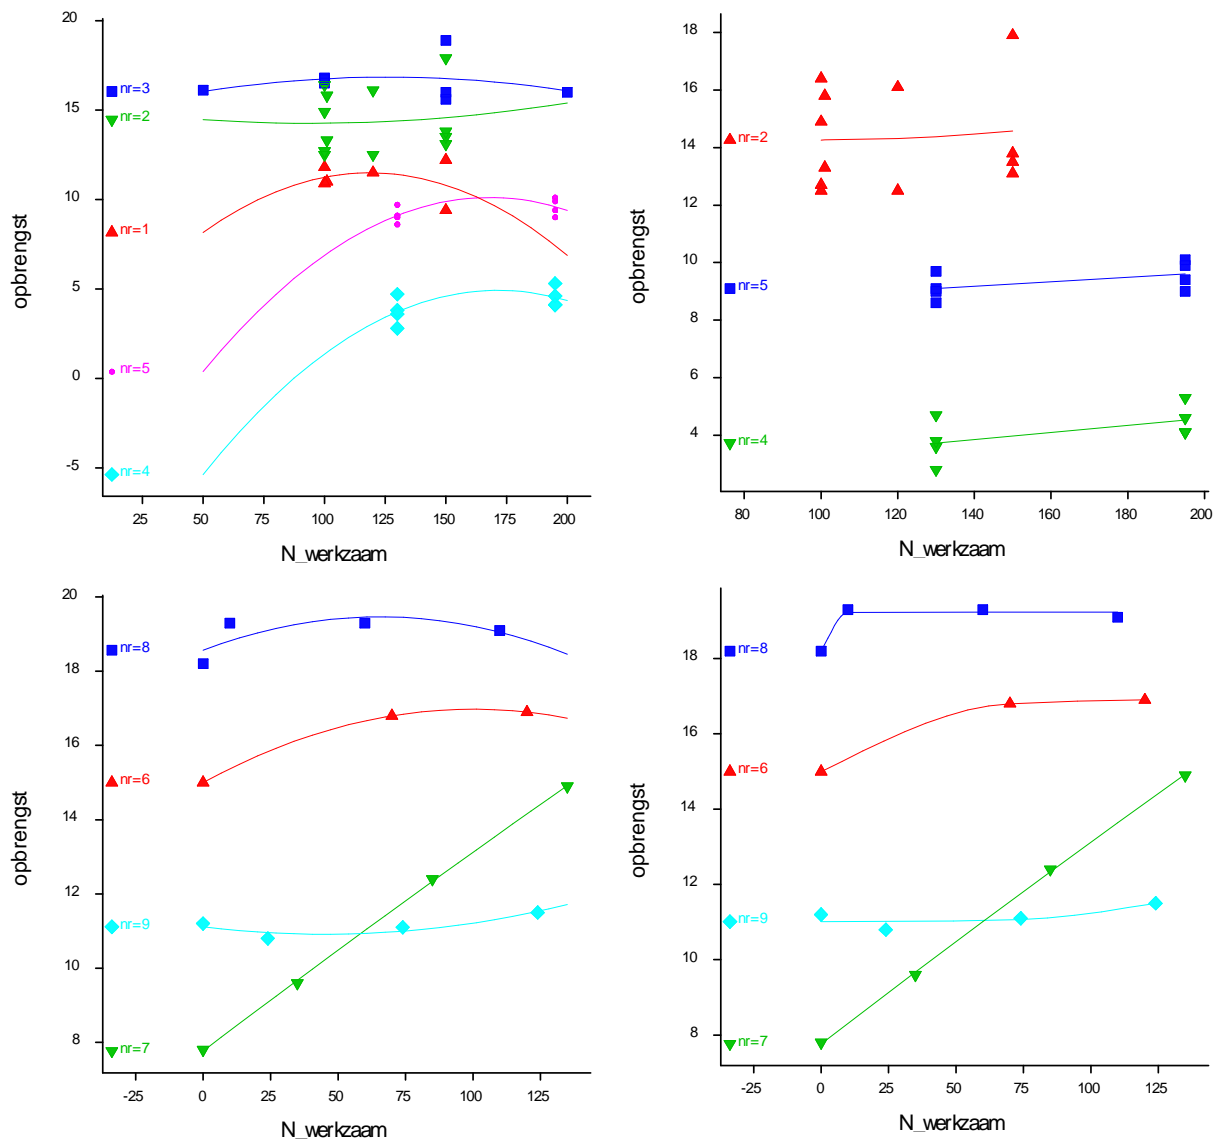 20
15
10
5
0
-5
nr=3
nr=2
nr=1
nr=5
nr=4
opbrengst
25 50 75 100 125 150 175 200
N_werkzaam
18
16
14
12
10
8
6
4
nr=2
nr=5
nr=4
opbrengst
80 100 120 140 160 180 200
N_werkzaam
20
18
16
14
12
10
8
nr=8
nr=6
nr=9
nr=7
opbrengst
-25 0 25 50 75 100 125
N_werkzaam
18
16
14
12
10
8
nr=8
nr=6
nr=9
nr=7
opbrengst
-25 0 25 50 75 100 125
N_werkzaam